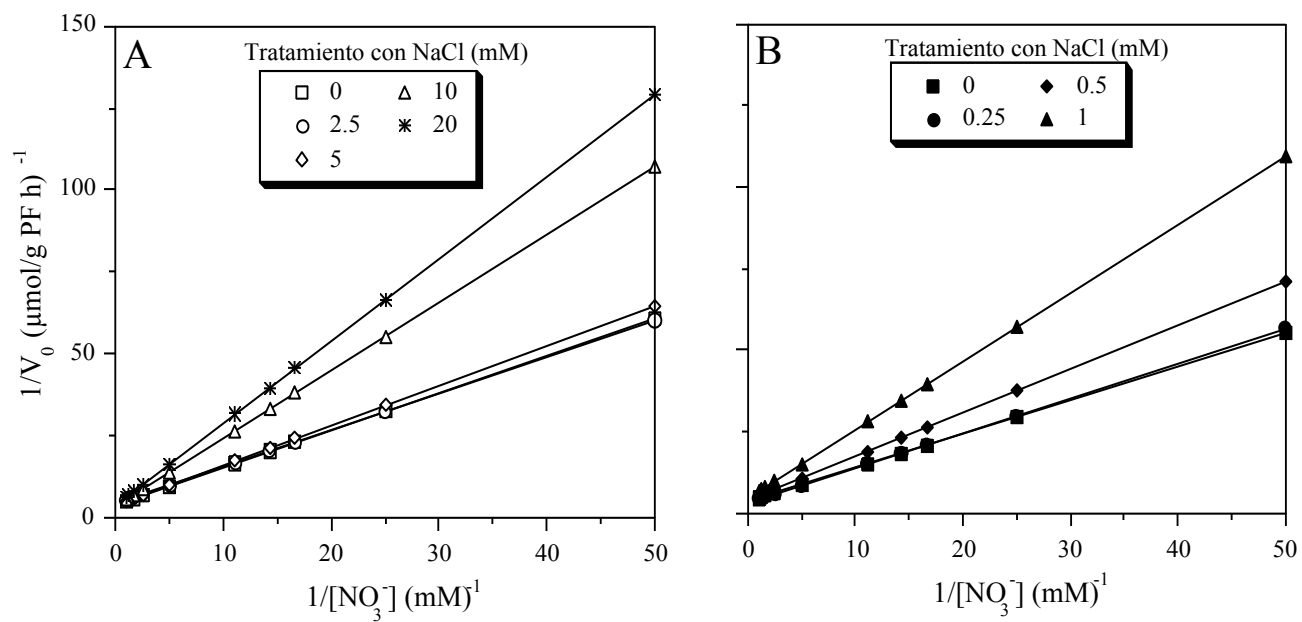 A
Tratamiento con NaCl (mM)
0 10
2.5 20
5
150
100
50
0
1/V₀ (µmol/g PF h) ⁻¹
0 10 20 30 40 50
1/[NO₃⁻] (mM)⁻¹
B
Tratamiento con NaCl (mM)
0 0.5
0.25 1
0 10 20 30 40 50
1/[NO₃⁻] (mM)⁻¹